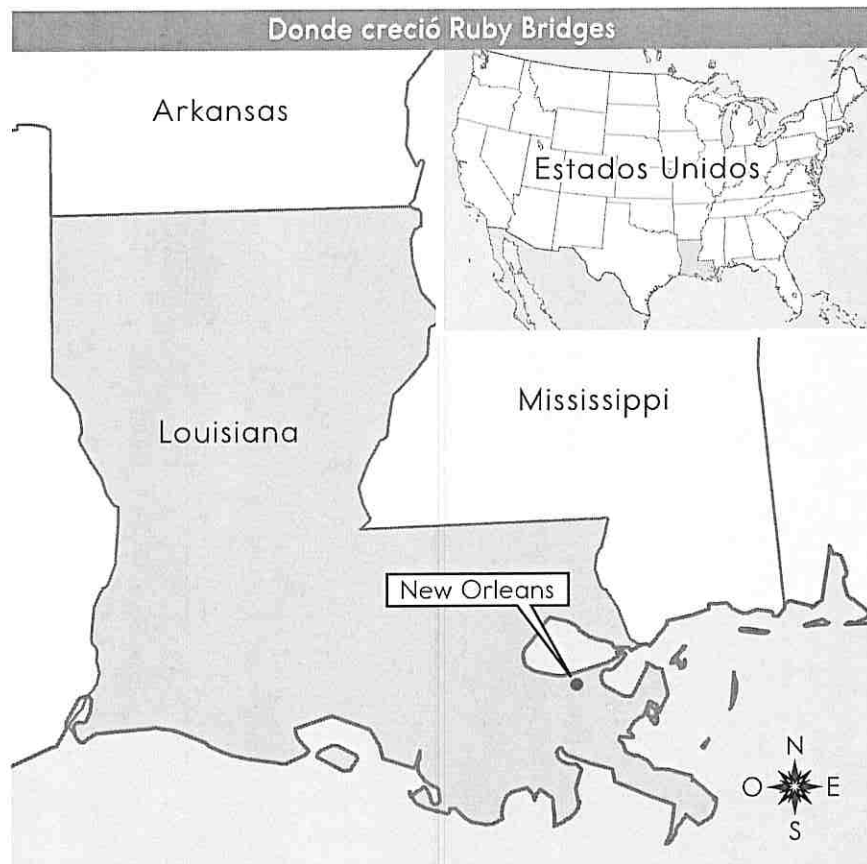 Donde creció Ruby Bridges
Arkansas
Estados Unidos
Mississippi
Louisiana
New Orleans
N
O E
S